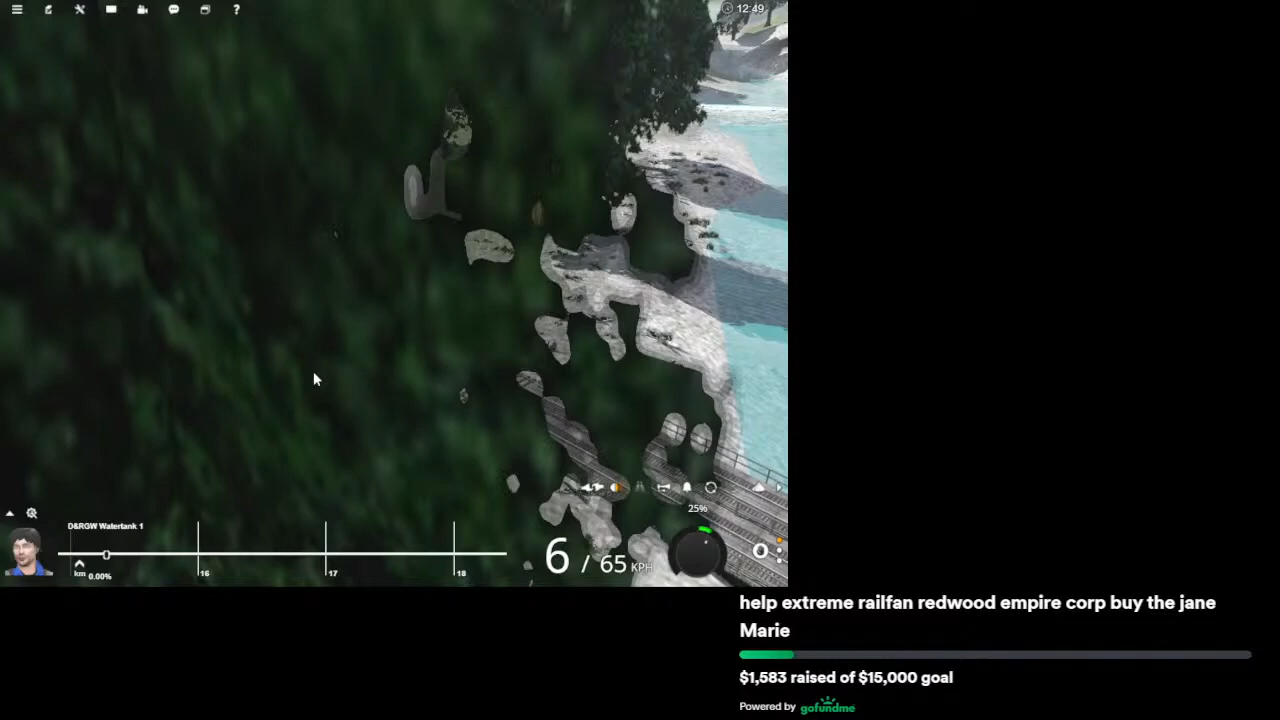 ?
12:49
25%
D&RGW Watertank 1
6 / 65 KPH
km 0.00%
16
17
18
help extreme railfan redwood empire corp buy the jane
Marie
$1,583 raised of $15,000 goal
Powered by gofundme